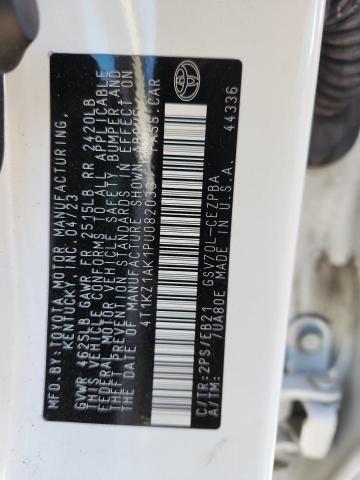 MFD.BY:TOYOTA MOTOR MANUFACTURING,
KENTUCKY, INC. 04/23
GVWR 4625LB GAWR FR 2515LB RR 2420LB
THIS VEHICLE CONFORMS TO ALL APPLICABLE
FEDERAL MOTOR VEHICLE SAFETY, BUMPER, AND
THEFT PREVENTION STANDARDS IN EFFECT ON
THE DATE OF MANUFACTURE SHOWN ABOVE.
4T1KZ1AK1PU082033 PASS.CAR
C/TR:2PS/EB21 GSV70L-CEZPBA
A/TM: /UA80E MADE IN U.S.A.
44336